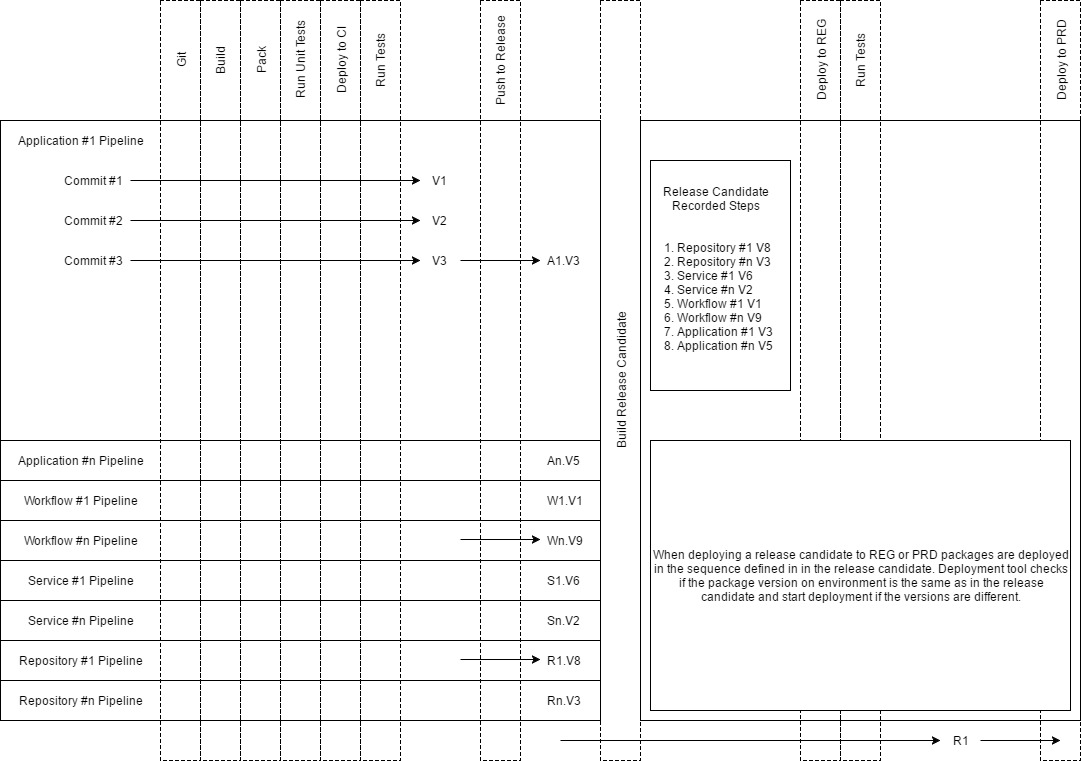 Git
Build
Pack
Run Unit Tests
Deploy to CI
Run Tests
Push to Release
Deploy to REG
Run Tests
Deploy to PRD
Application #1 Pipeline
Commit #1
V1
Commit #2
V2
Commit #3
V3
A1.V3
Build Release Candidate
Release Candidate
Recorded Steps
1. Repository #1 V8
2. Repository #n V3
3. Service #1 V6
4. Service #n V2
5. Workflow #1 V1
6. Workflow #n V9
7. Application #1 V3
8. Application #n V5
Application #n Pipeline
An.V5
Workflow #1 Pipeline
W1.V1
Workflow #n Pipeline
Wn.V9
Service #1 Pipeline
S1.V6
Service #n Pipeline
Sn.V2
Repository #1 Pipeline
R1.V8
Repository #n Pipeline
Rn.V3
When deploying a release candidate to REG or PRD packages are deployed
in the sequence defined in in the release candidate. Deployment tool checks
if the package version on environment is the same as in the release
candidate and start deployment if the versions are different.
R1